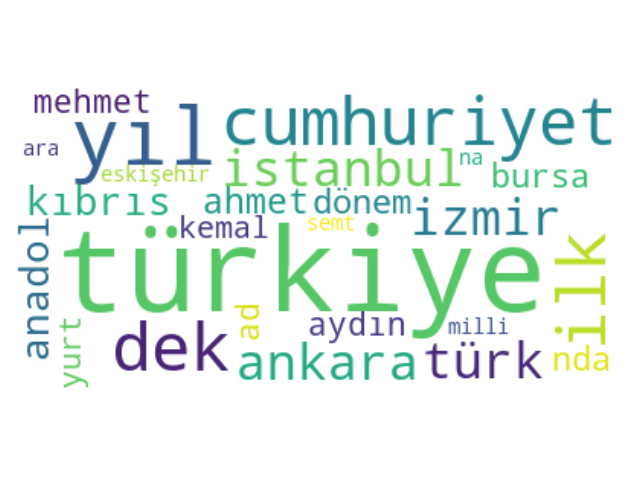 mehmet
yıl
cumhuriyet
ara
istanbul
na
eskişehir
bursa
kıbrıs
ahmet
dönem
izmir
kemal
semt
anadol
türkiye
ilk
yurt
dek
ad
aydın
milli
ankara
türk
nda